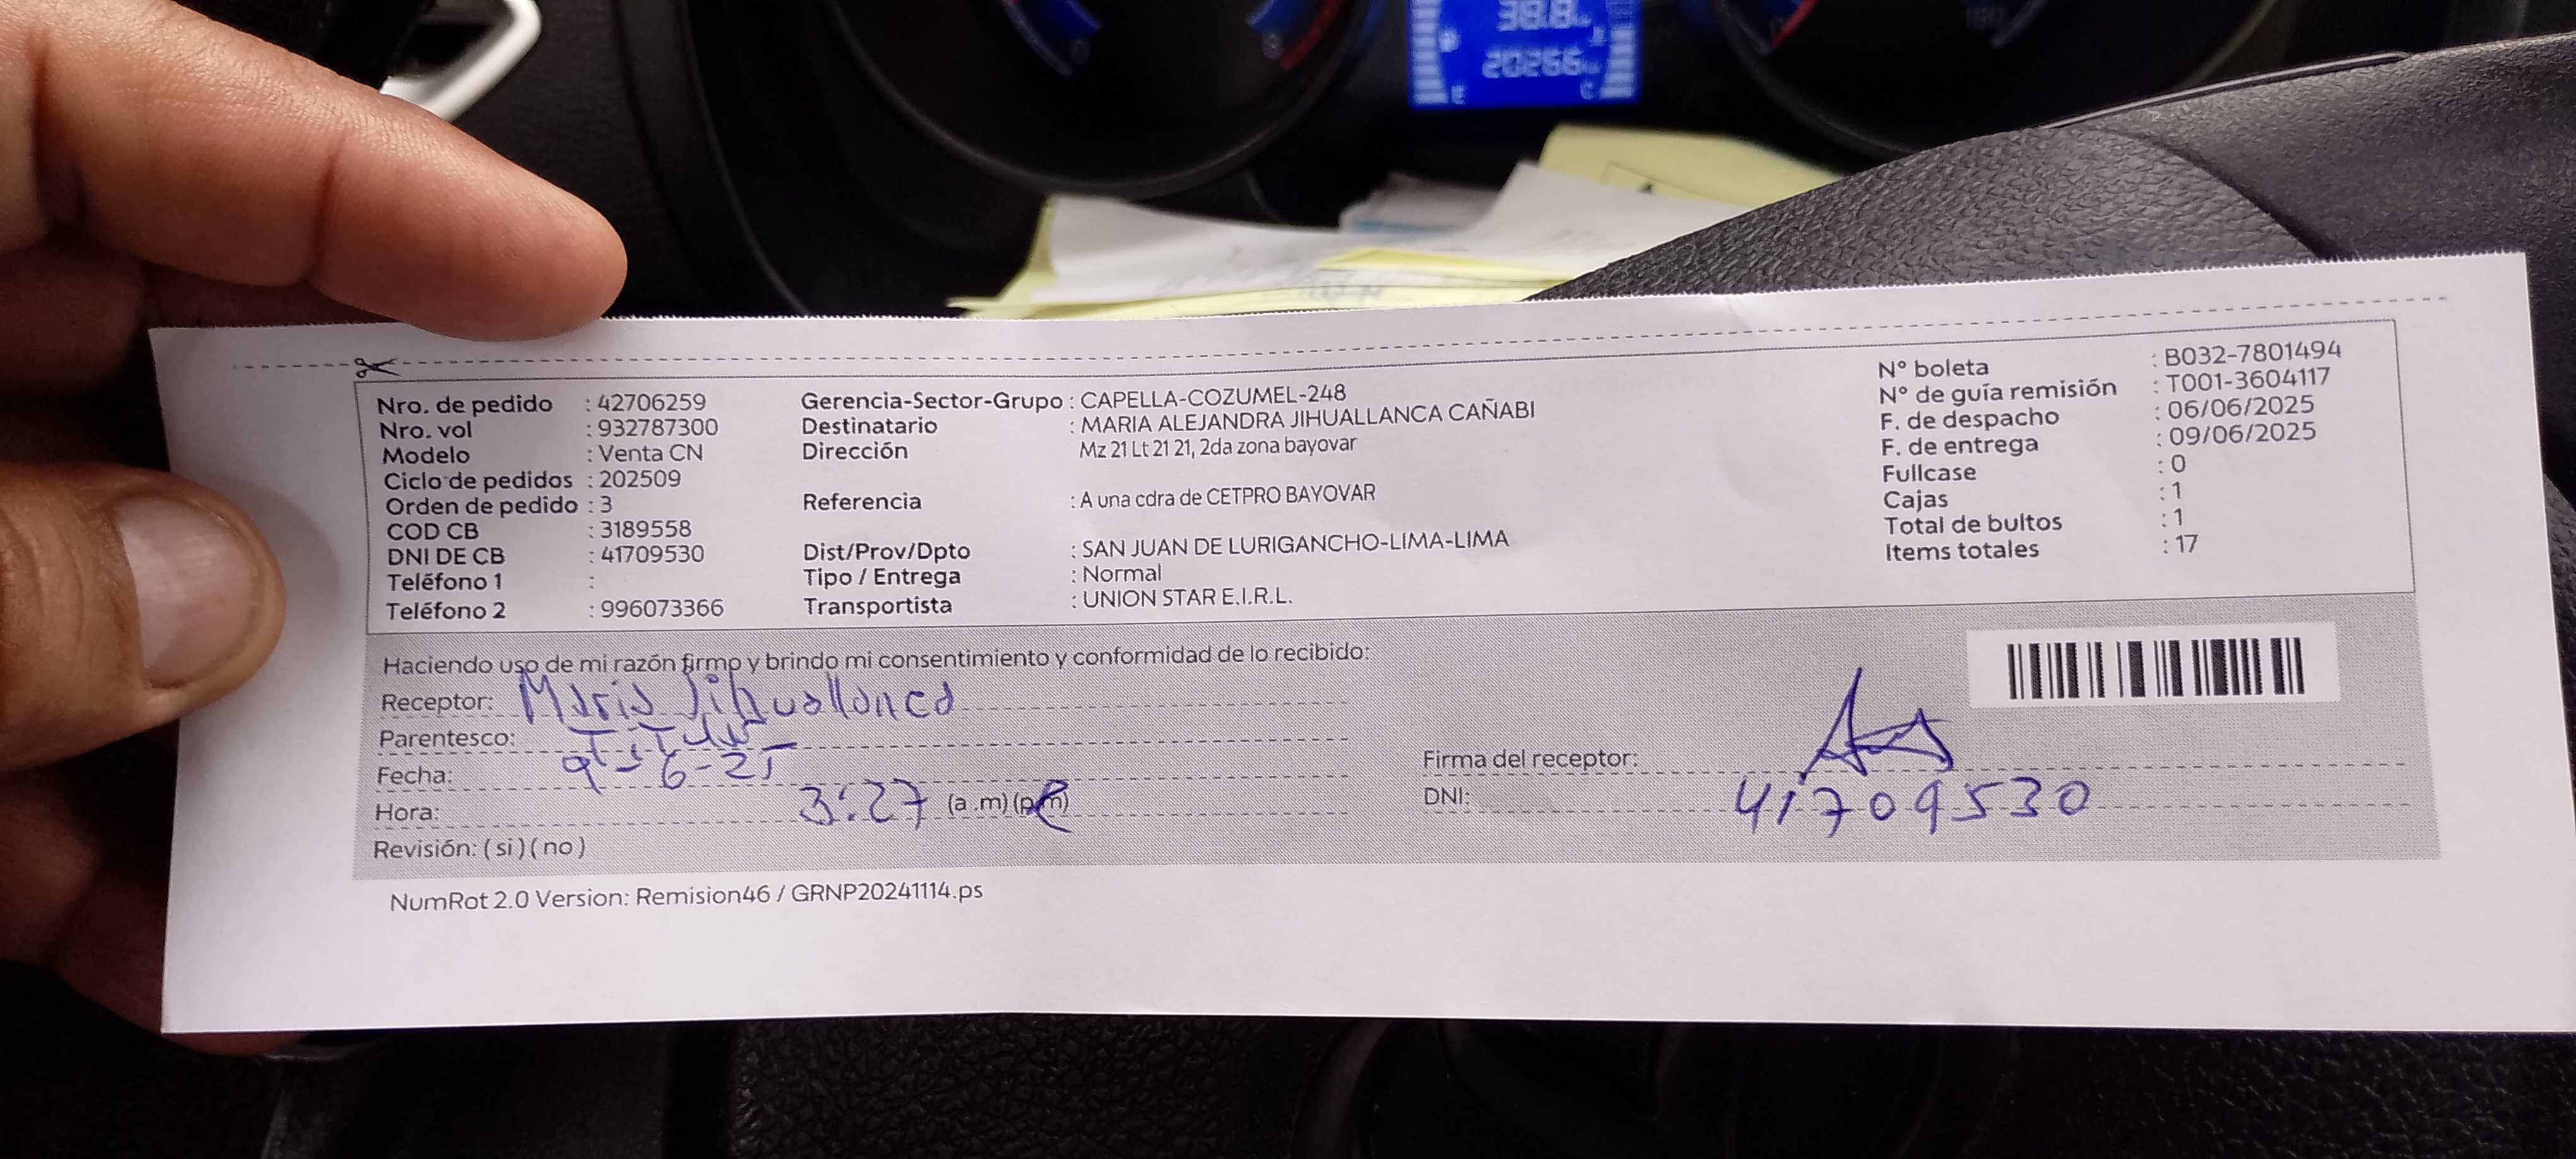 38.8
20266
E C
Nro. de pedido : 42706259
Nro. vol : 932787300
Modelo : Venta CN
Ciclo de pedidos : 202509
Orden de pedido : 3
COD CB : 3189558
DNI DE CB : 41709530
Teléfono 1 :
Teléfono 2 : 996073366
Gerencia-Sector-Grupo : CAPELLA-COZUMEL-248
Destinatario : MARIA ALEJANDRA JIHUALLANCA CAÑABI
Dirección Mz 21 Lt 21 21, 2da zona bayovar
Referencia : A una cdra de CETPRO BAYOVAR
Dist/Prov/Dpto : SAN JUAN DE LURIGANCHO-LIMA-LIMA
Tipo / Entrega : Normal
Transportista : UNION STAR E.I.R.L.
N° boleta : B032-7801494
N° de guía remisión : T001-3604117
F. de despacho : 06/06/2025
F. de entrega : 09/06/2025
Fullcase : 0
Cajas : 1
Total de bultos : 1
Items totales : 17
Haciendo uso de mi razón firmo y brindo mi consentimiento y conformidad de lo recibido:
Receptor: Maria Jihuallanca
Parentesco: Titular
Fecha: 9-6-25
Hora: 3:27 (a .m) (p.m)
Revisión: ( si ) ( no )
Firma del receptor:
DNI: 41709530
NumRot 2.0 Version: Remision46 / GRNP20241114.ps